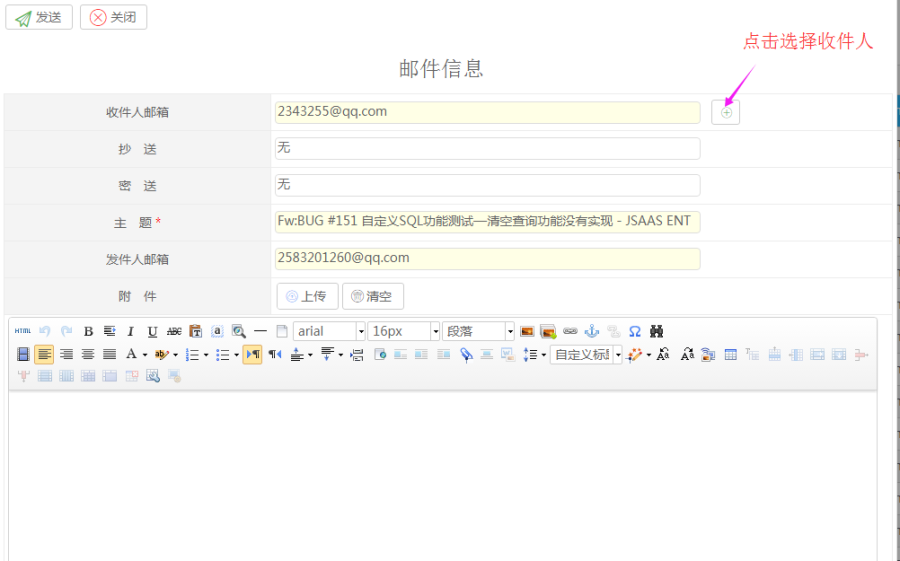 发送 关闭
点击选择收件人
邮件信息
收件人邮箱 2343255@qq.com
抄 送 无
密 送 无
主 题 * Fw:BUG #151 自定义SQL功能测试—清空查询功能没有实现 - JSAAS ENT
发件人邮箱 2583201260@qq.com
附 件 上传 清空
HTML B I U ABC a arial 16px 段落 Ω
A ab 自定义标题